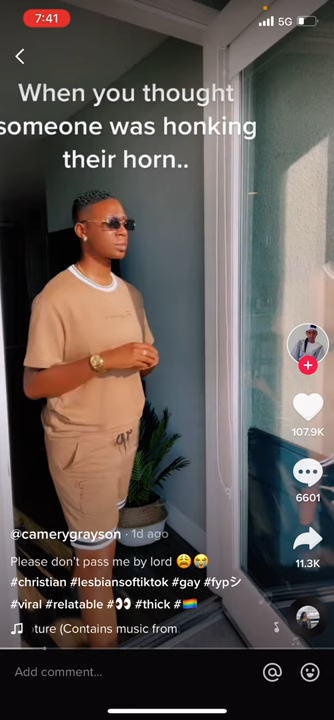 7:41
5G
When you thought
someone was honking
their horn..
107.9K
6601
11.3K
@camerygrayson · 1d ago
Please don't pass me by lord 😩😭
#christian #lesbiansoftiktok #gay #fypシ
#viral #relatable #👀 #thick #🏳️‍🌈
ture (Contains music from
Add comment...